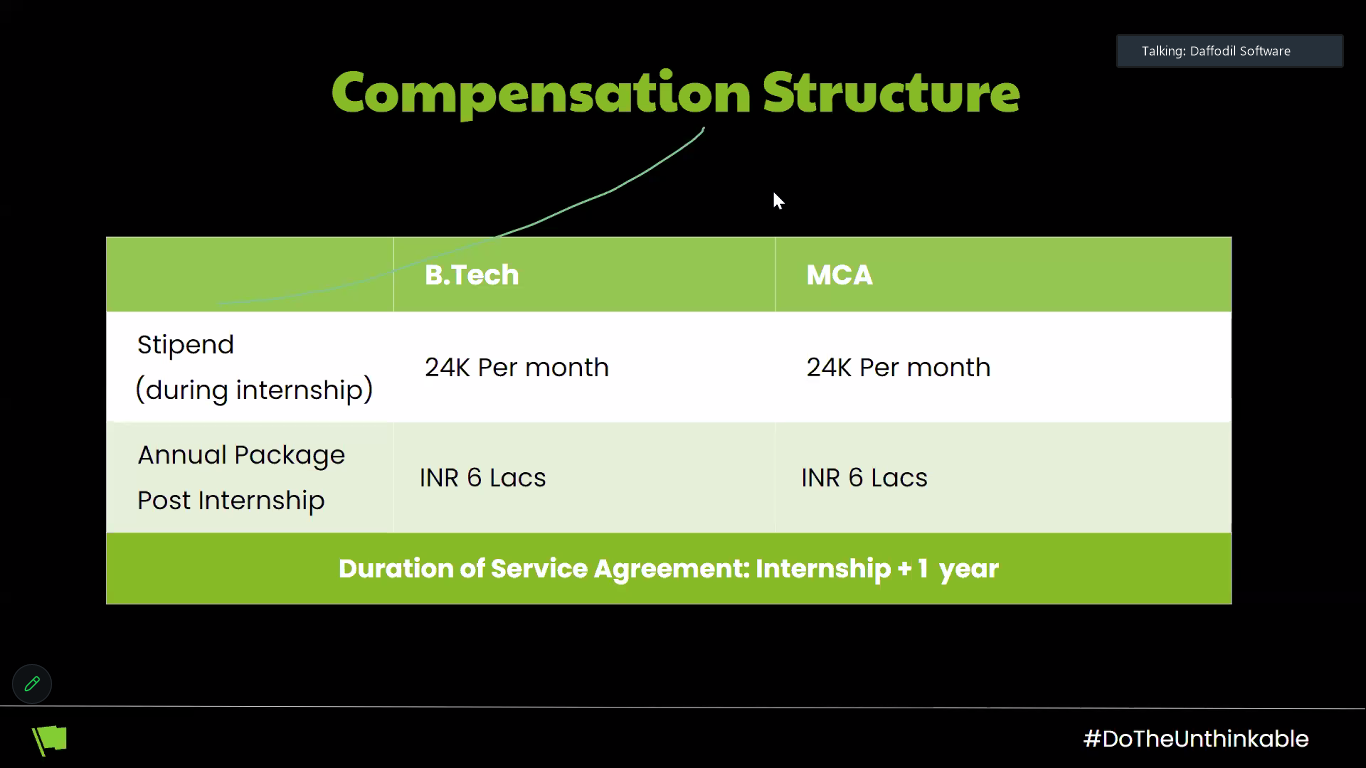 Talking: Daffodil Software
Compensation Structure
B.Tech MCA
Stipend
(during internship)
24K Per month 24K Per month
Annual Package
Post Internship
INR 6 Lacs INR 6 Lacs
Duration of Service Agreement: Internship + 1 year
#DoTheUnthinkable